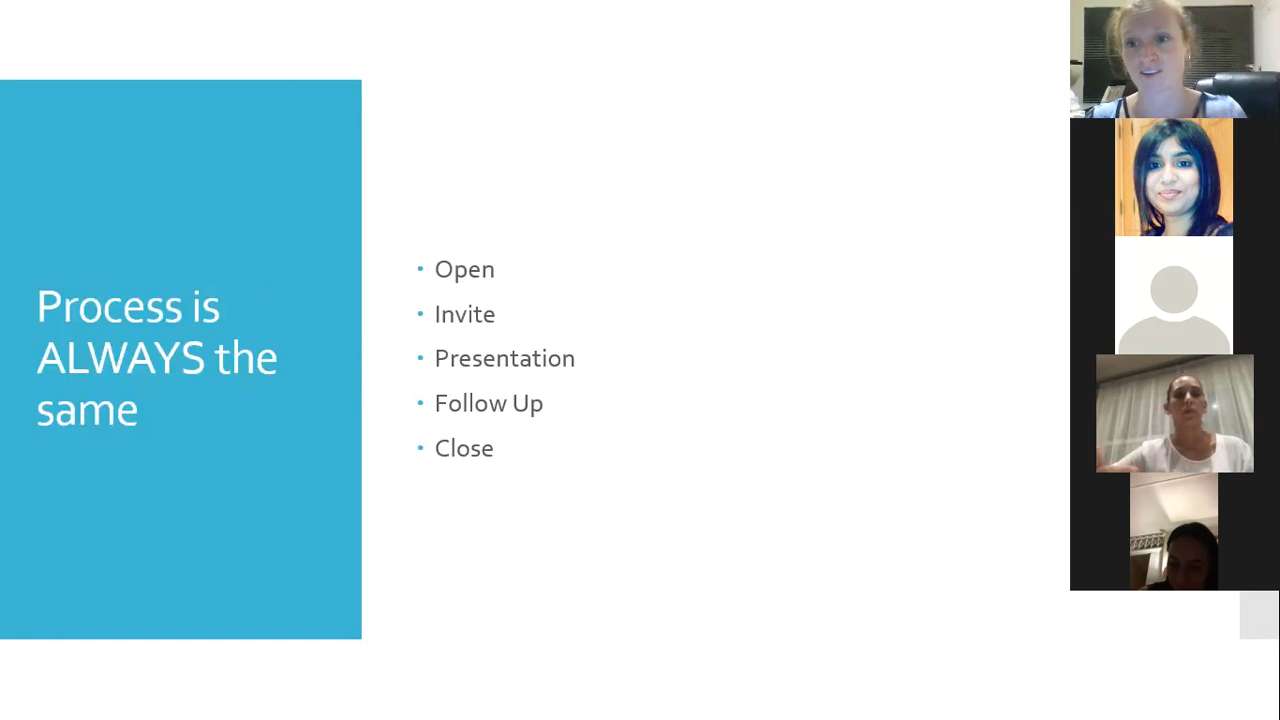 Process is
ALWAYS the
same
Open
Invite
Presentation
Follow Up
Close